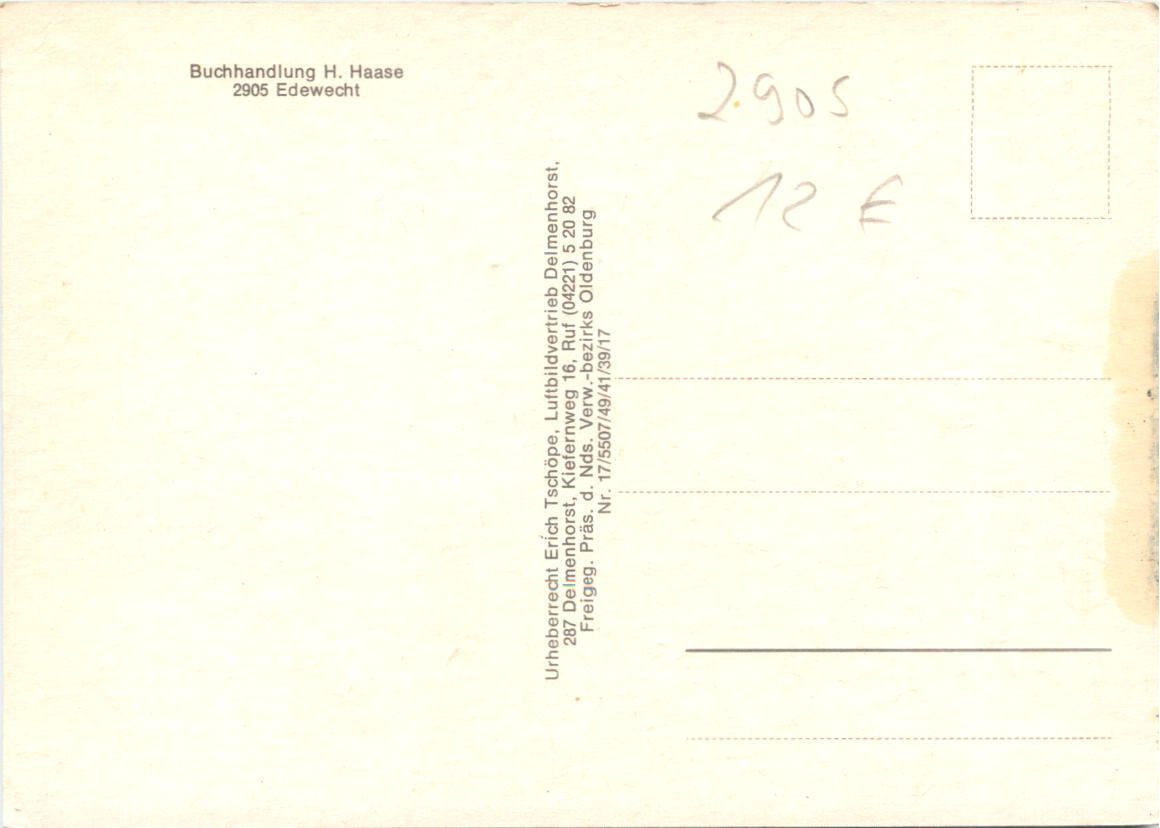 Buchhandlung H. Haase
2905 Edewecht
2905
12 €
Urheberrecht Erich Tschöpe, Luftbildvertrieb Delmenhorst,
287 Delmenhorst, Kiefernweg 16, Ruf (04221) 5 20 82
Freigeg. Präs. d. Nds. Verw.-bezirks Oldenburg
Nr. 17/5507/49/41/39/17